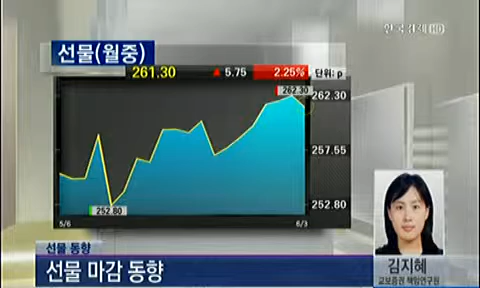 한국경제 HD
선물(월중)
261.30 ▲ 5.75 2.25% 단위: p
262.30
262.30
257.55
252.80
252.80
5/6 6/3
선물 동향
선물 마감 동향
김지혜
교보증권 책임연구원